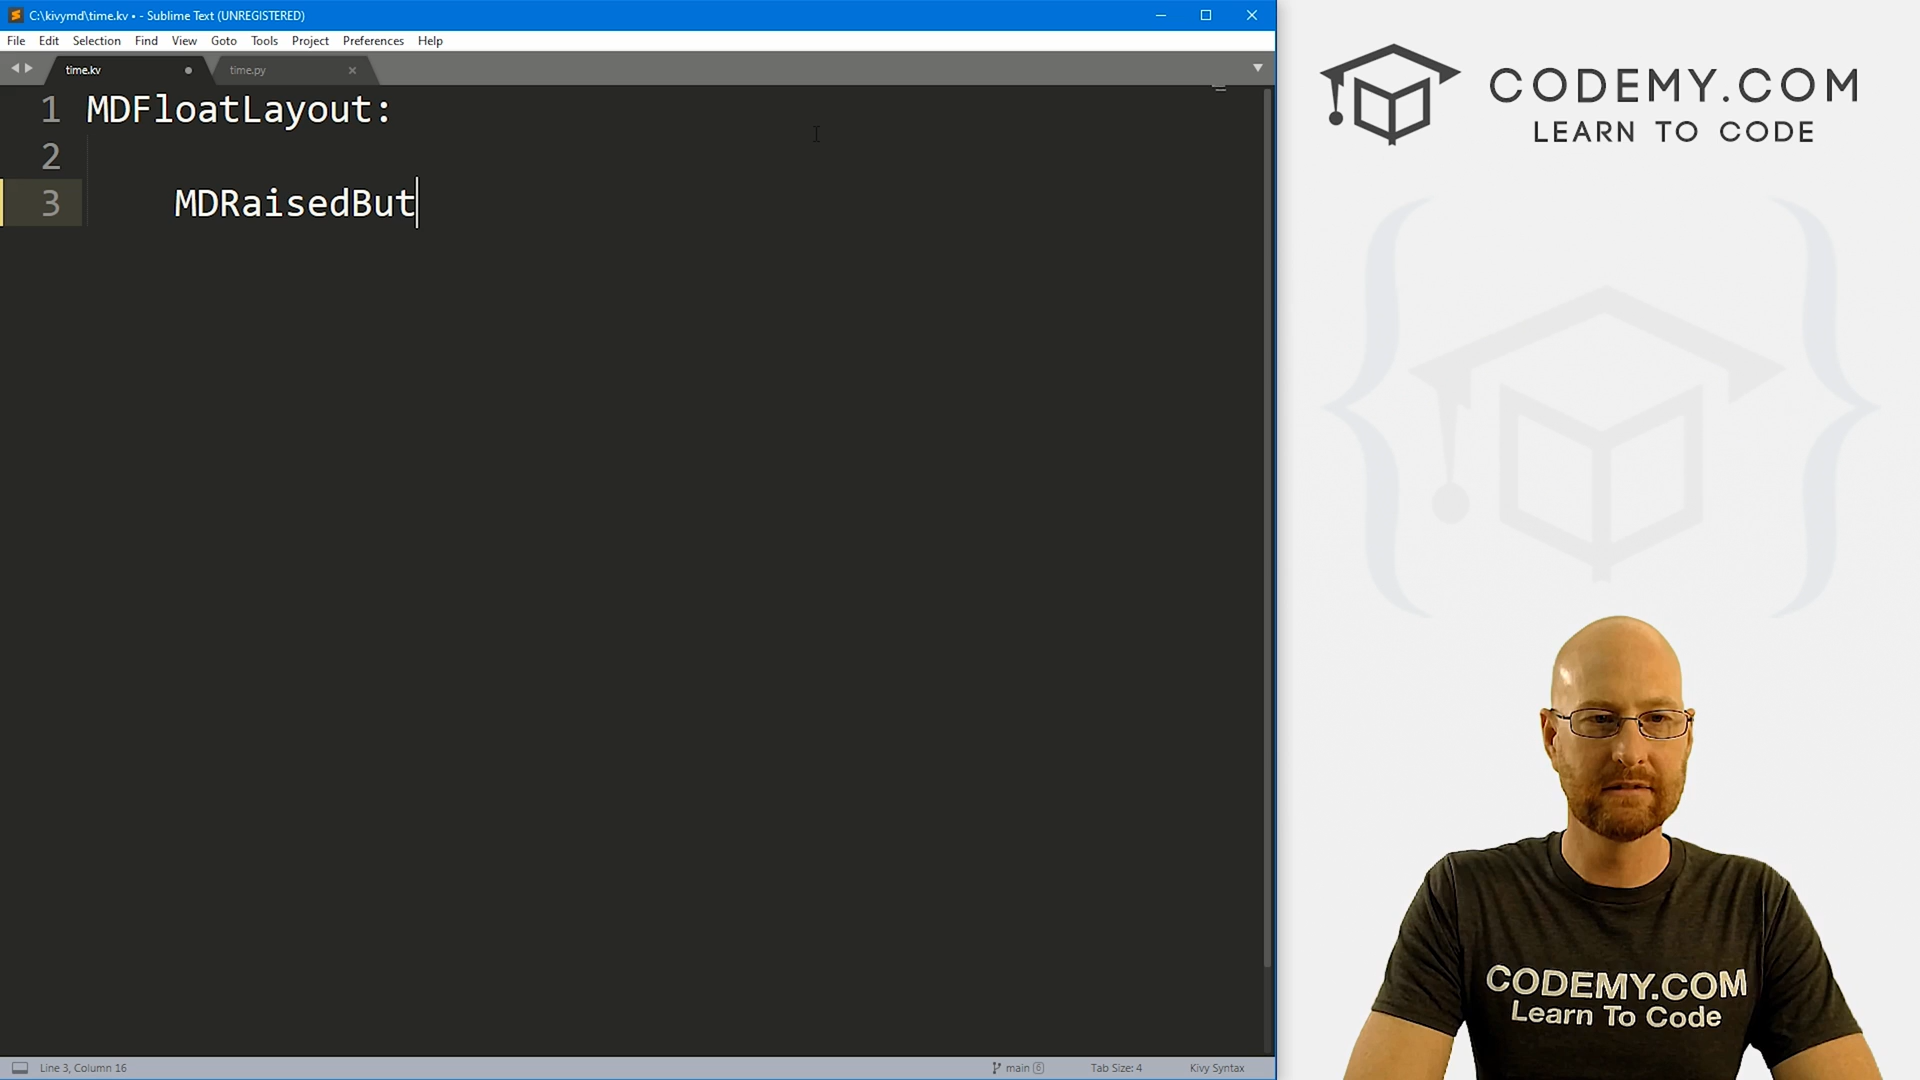 C:\kivymd\time.kv • - Sublime Text (UNREGISTERED)
File Edit Selection Find View Goto Tools Project Preferences Help
time.kv
time.py
1 MDFloatLayout:
2
3 MDRaisedBut
Line 3, Column 16
main 6
Tab Size: 4
Kivy Syntax
CODEMY.COM
LEARN TO CODE
CODEMY.COM
Learn To Code